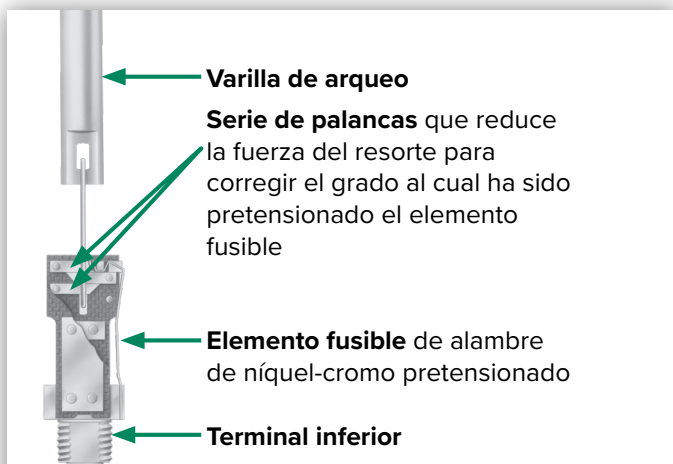 Varilla de arqueo
Serie de palancas que reduce
la fuerza del resorte para
corregir el grado al cual ha sido
pretensionado el elemento
fusible
Elemento fusible de alambre
de níquel-cromo pretensionado
Terminal inferior